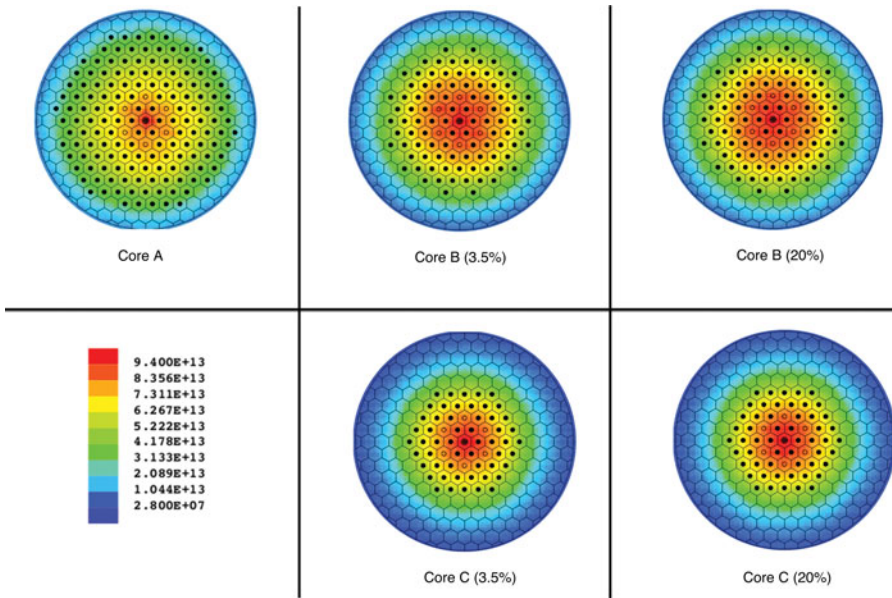 Core A
Core B (3.5%)
Core B (20%)
9.400E+13
8.356E+13
7.311E+13
6.267E+13
5.222E+13
4.178E+13
3.133E+13
2.089E+13
1.044E+13
2.800E+07
Core C (3.5%)
Core C (20%)